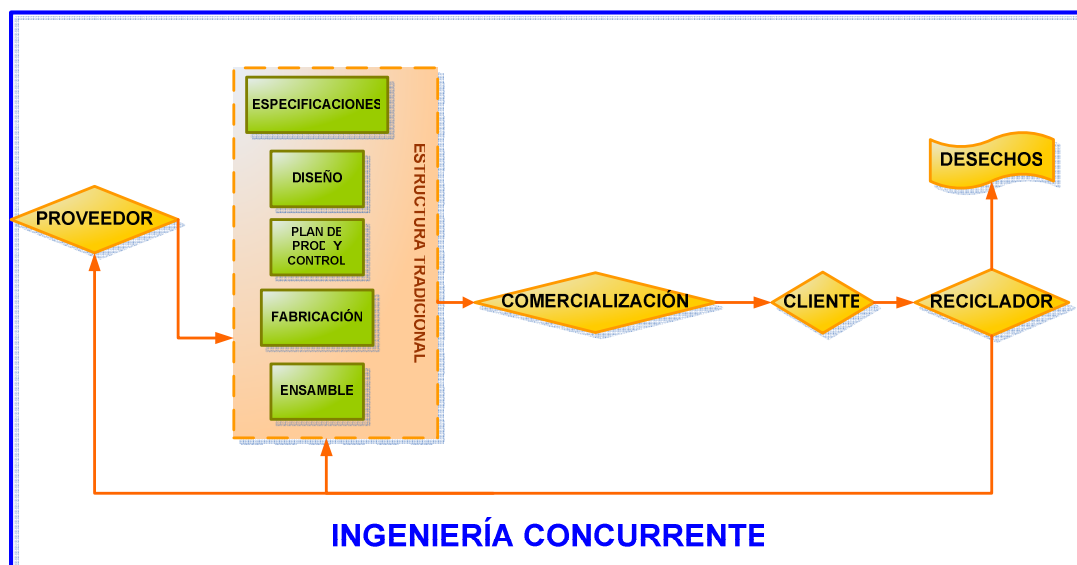 ESPECIFICACIONES
DISEÑO
PLAN DE
PROD Y
CONTROL
FABRICACIÓN
ENSAMBLE
ESTRUCTURA TRADICIONAL
PROVEEDOR
COMERCIALIZACIÓN
CLIENTE
RECICLADOR
DESECHOS
INGENIERÍA CONCURRENTE